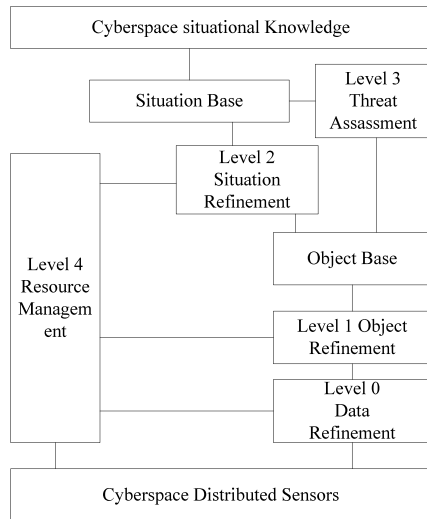 Cyberspace situational Knowledge
Level 3
Threat
Assassment
Situation Base
Level 2
Situation
Refinement
Level 4
Resource
Managem
ent
Object Base
Level 1 Object
Refinement
Level 0
Data
Refinement
Cyberspace Distributed Sensors